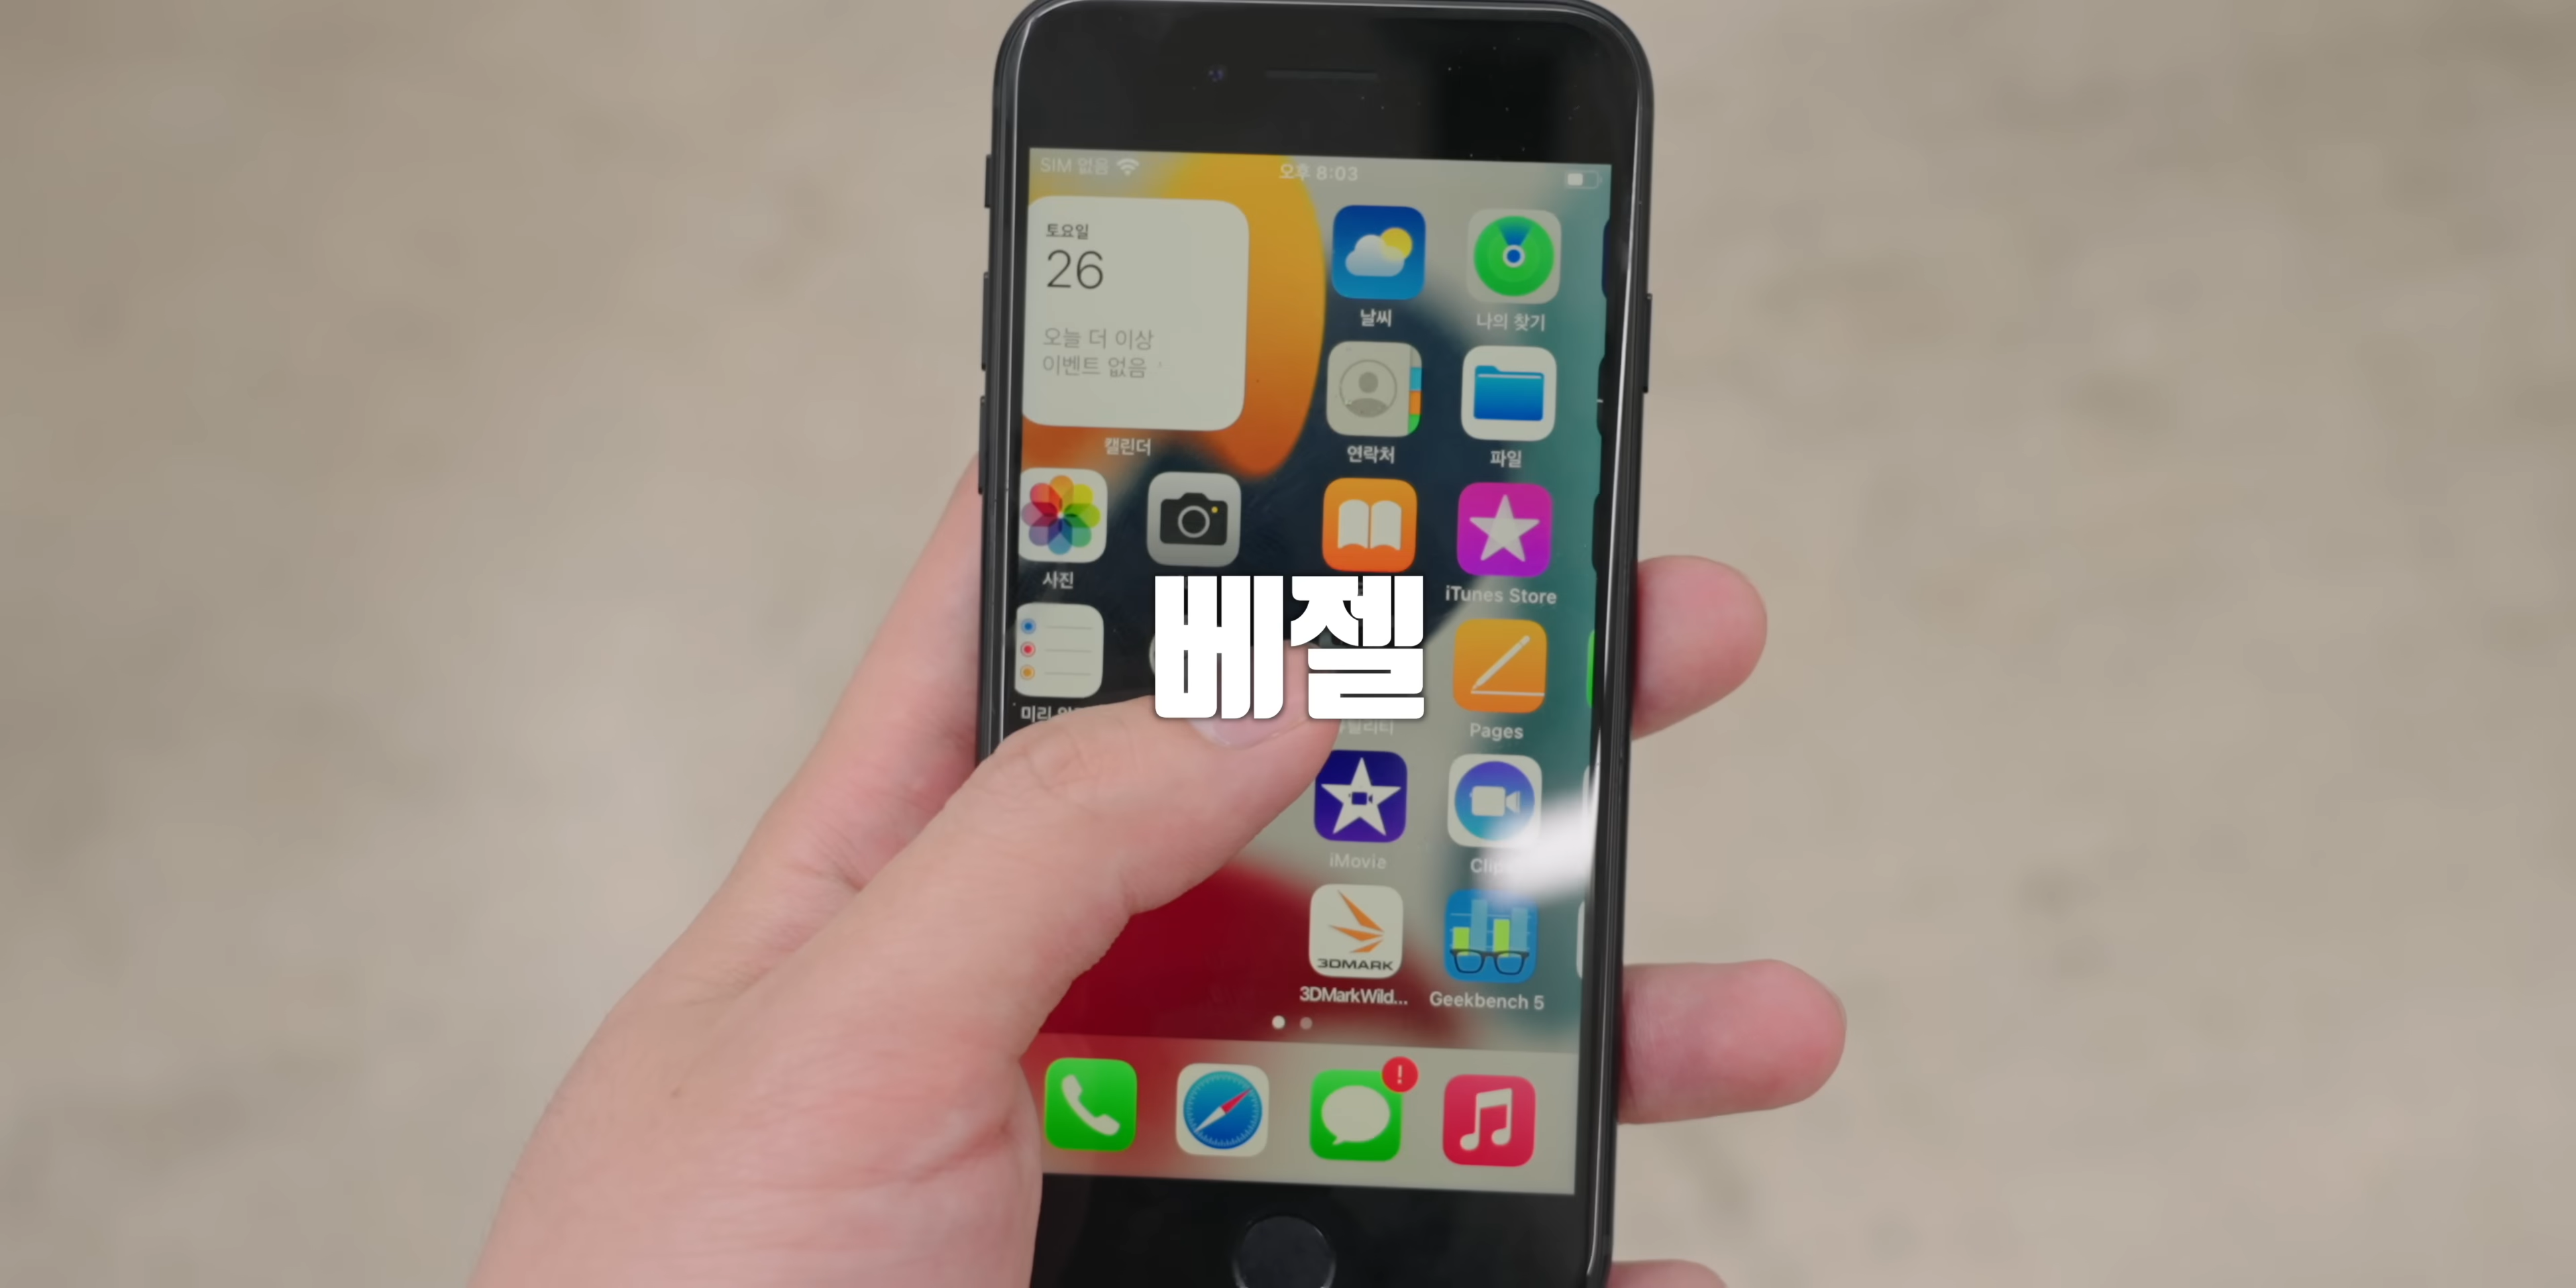 SIM 없음
오후 8:03
토요일
26
오늘 더 이상
이벤트 없음
캘린더
날씨
나의 찾기
연락처
파일
사진
iTunes Store
베젤
미리
Pages
iMovie
3DMARK
3DMarkWild...
Geekbench 5